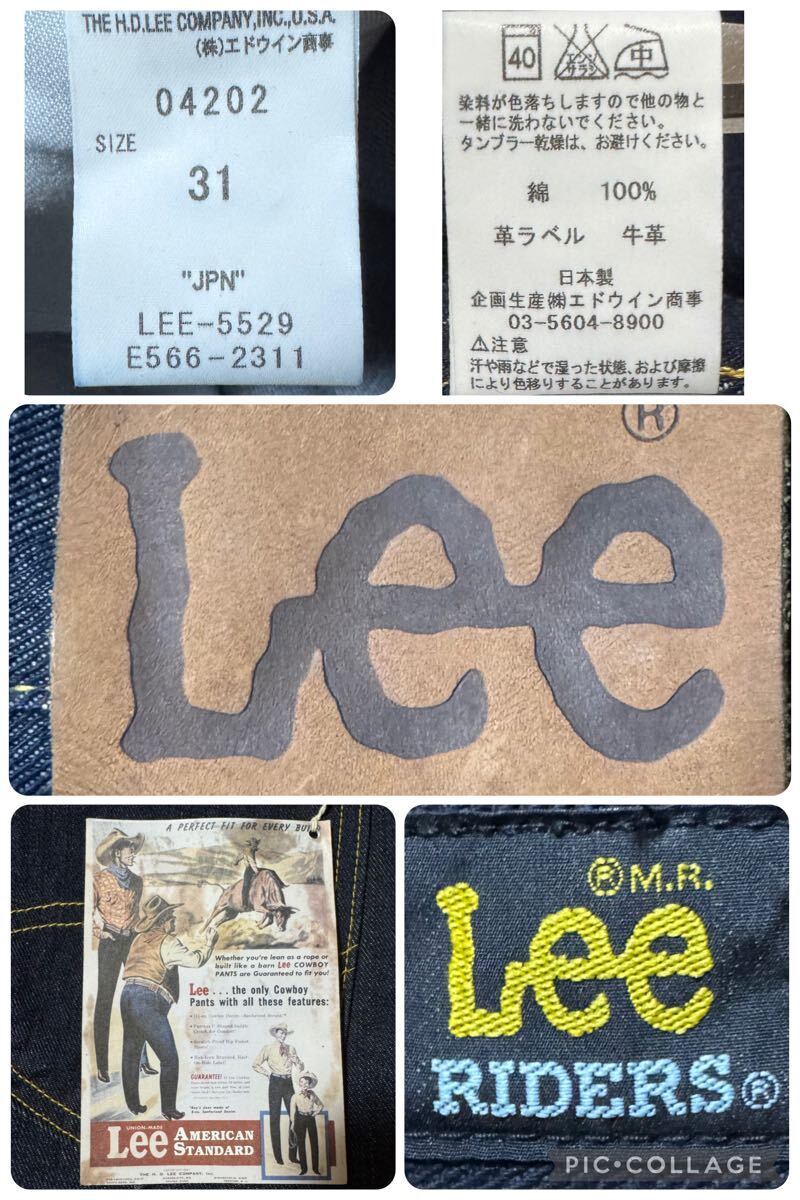 THE H.D.LEE COMPANY,INC.,U.S.A.
(株)エドウイン商事
04202
SIZE
31
"JPN"
LEE-5529
E566-2311
40
エンソ
サラシ
中
染料が色落ちしますので他の物と
一緒に洗わないでください。
タンブラー乾燥は、お避けください。
綿 100%
革ラベル 牛革
日本製
企画生産㈱エドウイン商事
03-5604-8900
⚠注意
汗や雨などで湿った状態、および摩擦
により色移りすることがあります。
®
Lee
A PERFECT FIT FOR EVERY
Whether you're lean as a rope or
built like a barn Lee COWBOY
PANTS are Guaranteed to fit you!
Lee ... the only Cowboy
Pants with all these features:
GUARANTEE!
UNION-MADE
Lee AMERICAN
STANDARD
THE H. D. LEE COMPANY, Inc.
® M.R.
Lee
RIDERS®
PIC•COLLAGE